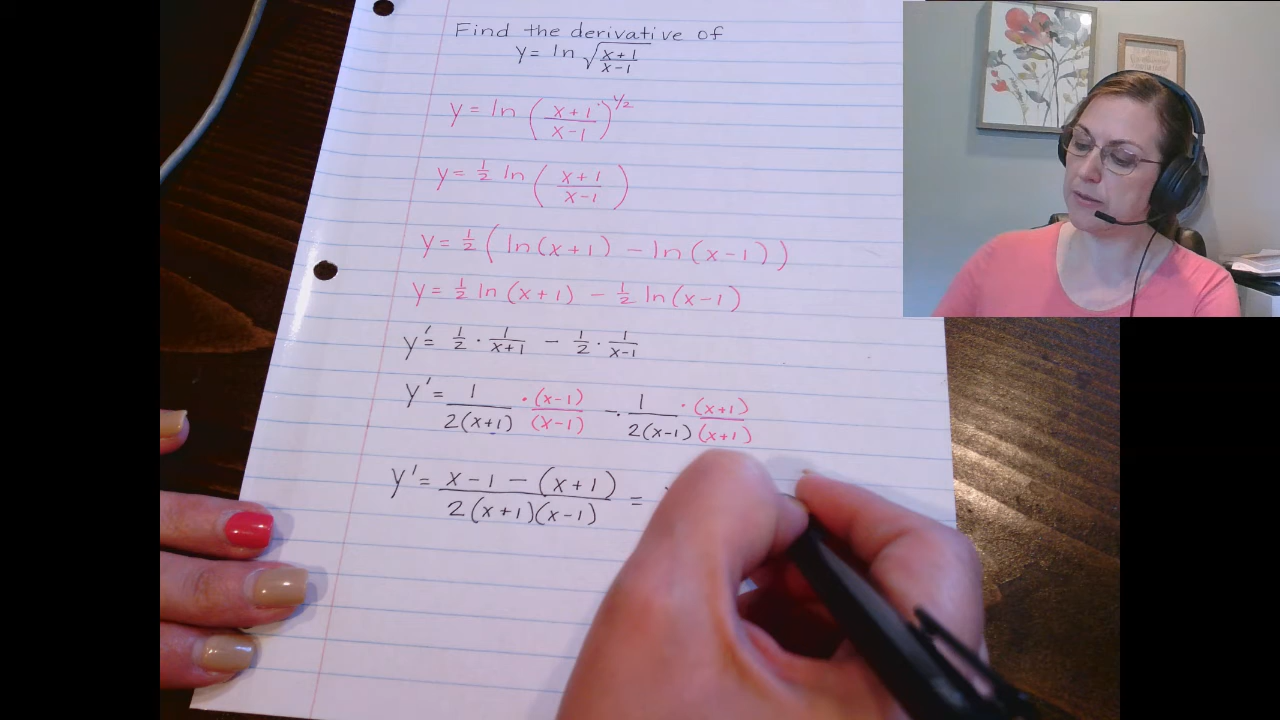 Find the derivative of
y = ln √((x+1)/(x-1))
y = ln ((x+1)/(x-1))^(1/2)
y = 1/2 ln ((x+1)/(x-1))
y = 1/2 (ln(x+1) - ln(x-1))
y = 1/2 ln(x+1) - 1/2 ln(x-1)
y' = 1/2 · 1/(x+1) - 1/2 · 1/(x-1)
y' = 1/(2(x+1)) · (x-1)/(x-1) - · 1/(2(x-1)) · (x+1)/(x+1)
y' = (x-1-(x+1))/(2(x+1)(x-1)) =